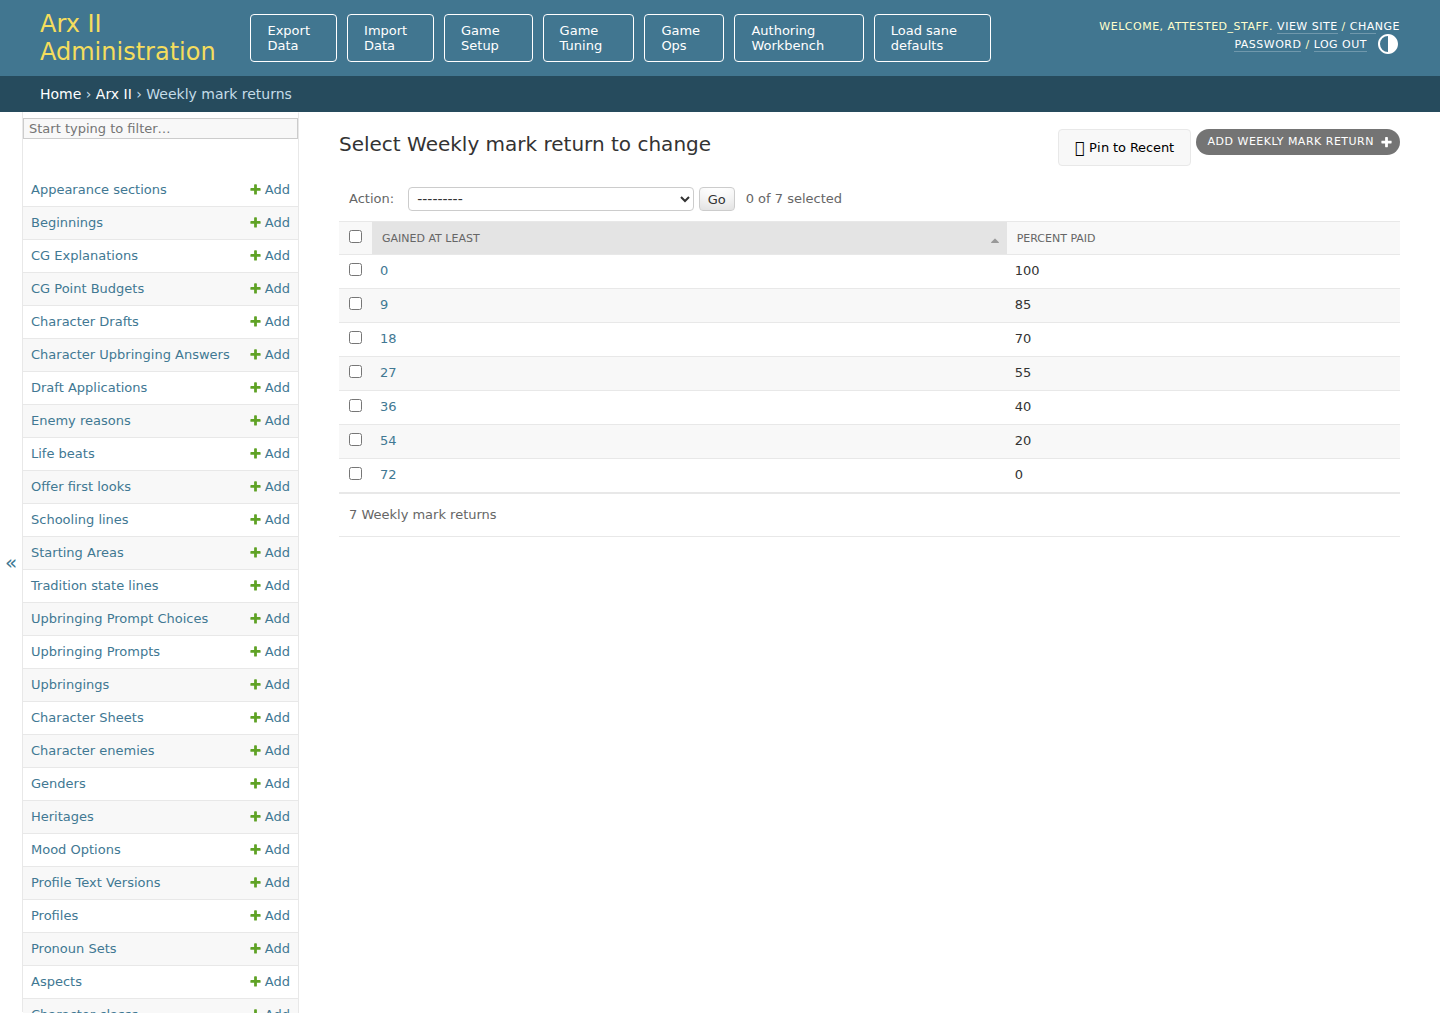 Arx II Administration
Export Data
Import Data
Game Setup
Game Tuning
Game Ops
Authoring Workbench
Load sane defaults
WELCOME, ATTESTED_STAFF. VIEW SITE / CHANGE PASSWORD / LOG OUT
Home › Arx II › Weekly mark returns
Start typing to filter…
Appearance sections Add
Beginnings Add
CG Explanations Add
CG Point Budgets Add
Character Drafts Add
Character Upbringing Answers Add
Draft Applications Add
Enemy reasons Add
Life beats Add
Offer first looks Add
Schooling lines Add
Starting Areas Add
Tradition state lines Add
Upbringing Prompt Choices Add
Upbringing Prompts Add
Upbringings Add
Character Sheets Add
Character enemies Add
Genders Add
Heritages Add
Mood Options Add
Profile Text Versions Add
Profiles Add
Pronoun Sets Add
Aspects Add
«
Select Weekly mark return to change
Pin to Recent
ADD WEEKLY MARK RETURN
Action: --------- Go 0 of 7 selected
GAINED AT LEAST PERCENT PAID
0 100
9 85
18 70
27 55
36 40
54 20
72 0
7 Weekly mark returns